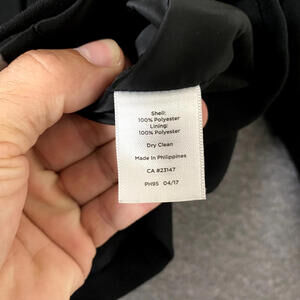 Shell:
100% Polyester
Lining:
100% Polyester
Dry Clean
Made in Philippines
CA #23147
PH95 04/17